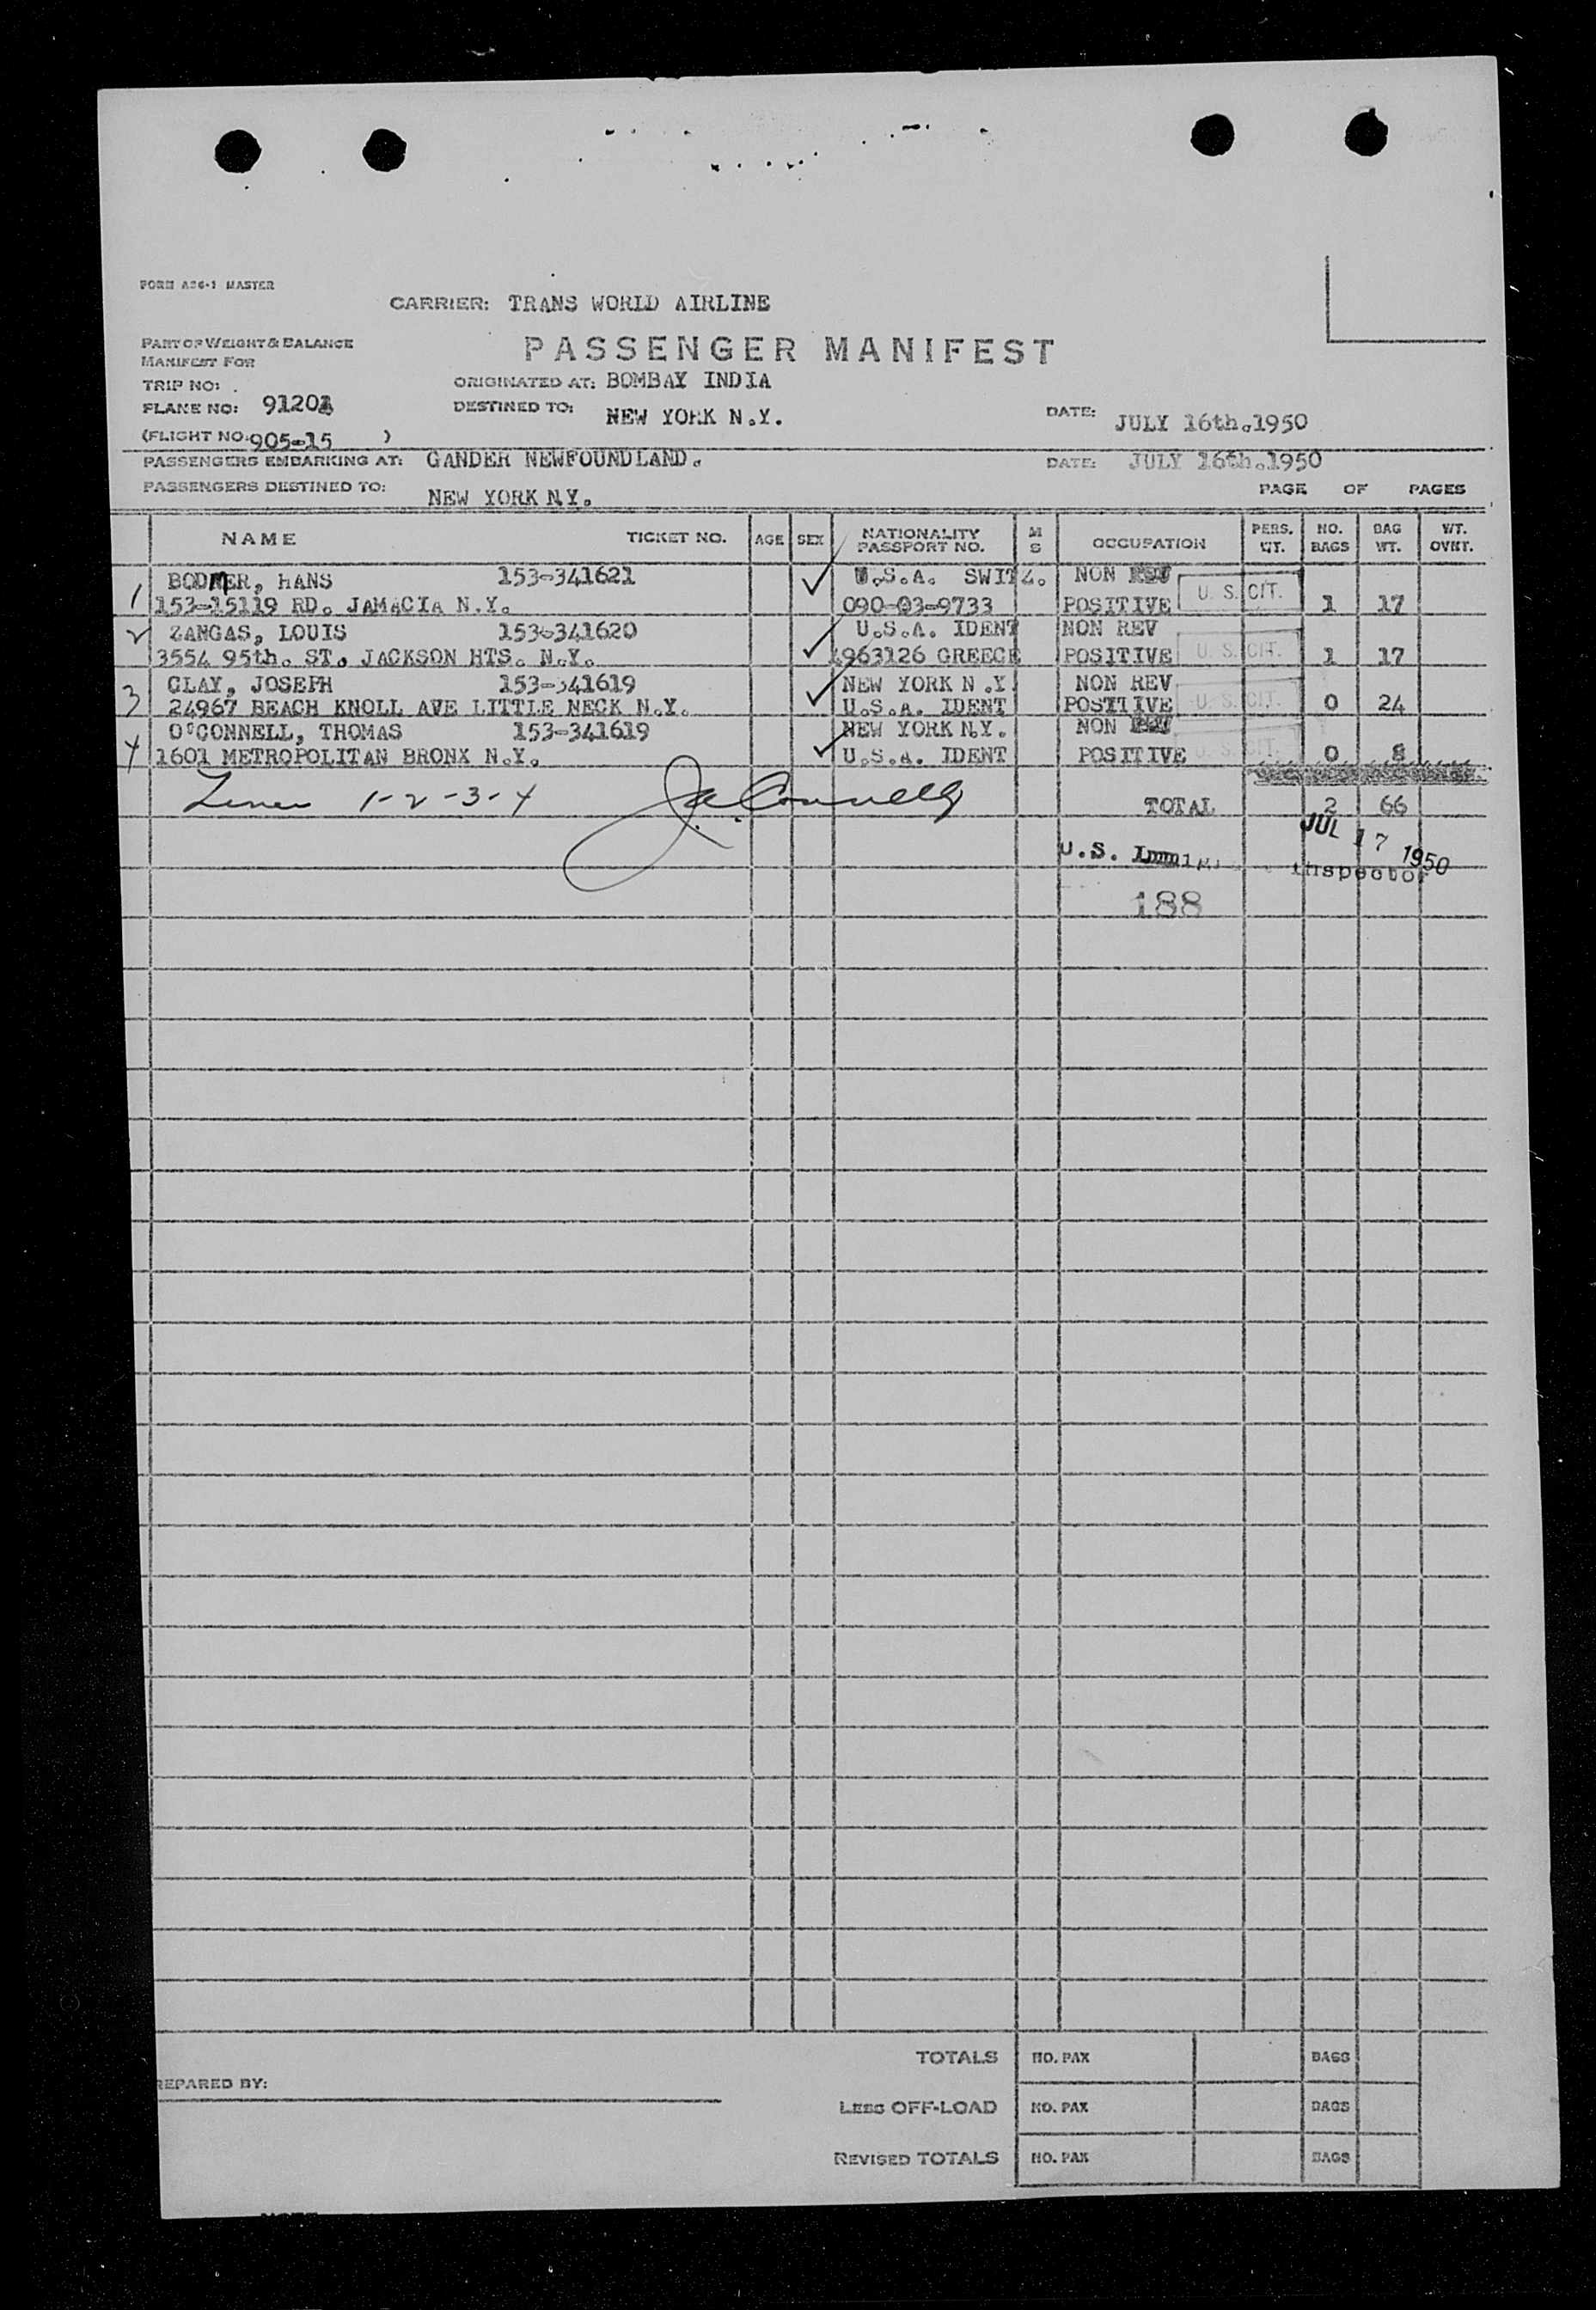 FORM A36-1 MASTER
CARRIER: TRANS WORLD AIRLINE
PART OF WEIGHT & BALANCE
MANIFEST FOR
PASSENGER MANIFEST
TRIP NO:
ORIGINATED AT: BOMBAY INDIA
PLANE NO:
DESTINED TO: NEW YORK N.Y.
DATE: JULY 16th.1950
(FLIGHT NO. 905-15 )
PASSENGERS EMBARKING AT: GANDER NEWFOUNDLAND.
DATE: JULY 16th.1950
PASSENGERS DESTINED TO: NEW YORK N.Y.
PAGE OF PAGES
NAME TICKET NO. AGE SEX NATIONALITY PASSPORT NO. M S OCCUPATION PERS. WT. NO. BAGS BAG WT. WT. OVRT.
1 BODMER, HANS 153-341621 U.S.A. SWITZ. NON
153-15119 RD. JAMACIA N.Y. 090-03-9733 POSITIVE U. S. CIT. 1 17
2 ZANGAS, LOUIS 153-341620 U.S.A. IDENT NON REV
3554 95th. ST. JACKSON HTS. N.Y. 4963126 GREECE POSITIVE U. S. CIT. 1 17
3 CLAY, JOSEPH 153-341619 NEW YORK N.Y. NON REV
24967 BEACH KNOLL AVE LITTLE NECK N.Y. U.S.A. IDENT POSITIVE U. S. CIT. 0 24
4 O'CONNELL, THOMAS 153-341619 NEW YORK N.Y. NON
1601 METROPOLITAN BRONX N.Y. U.S.A. IDENT POSITIVE U. S. CIT. 0 8
1-2-3-4 TOTAL 2 66
JUL 17 1950
U.S. Inspector
188
TOTALS NO. PAX BAGS
REPARED BY:
LESS OFF-LOAD NO. PAX BAGS
REVISED TOTALS NO. PAX BAGS